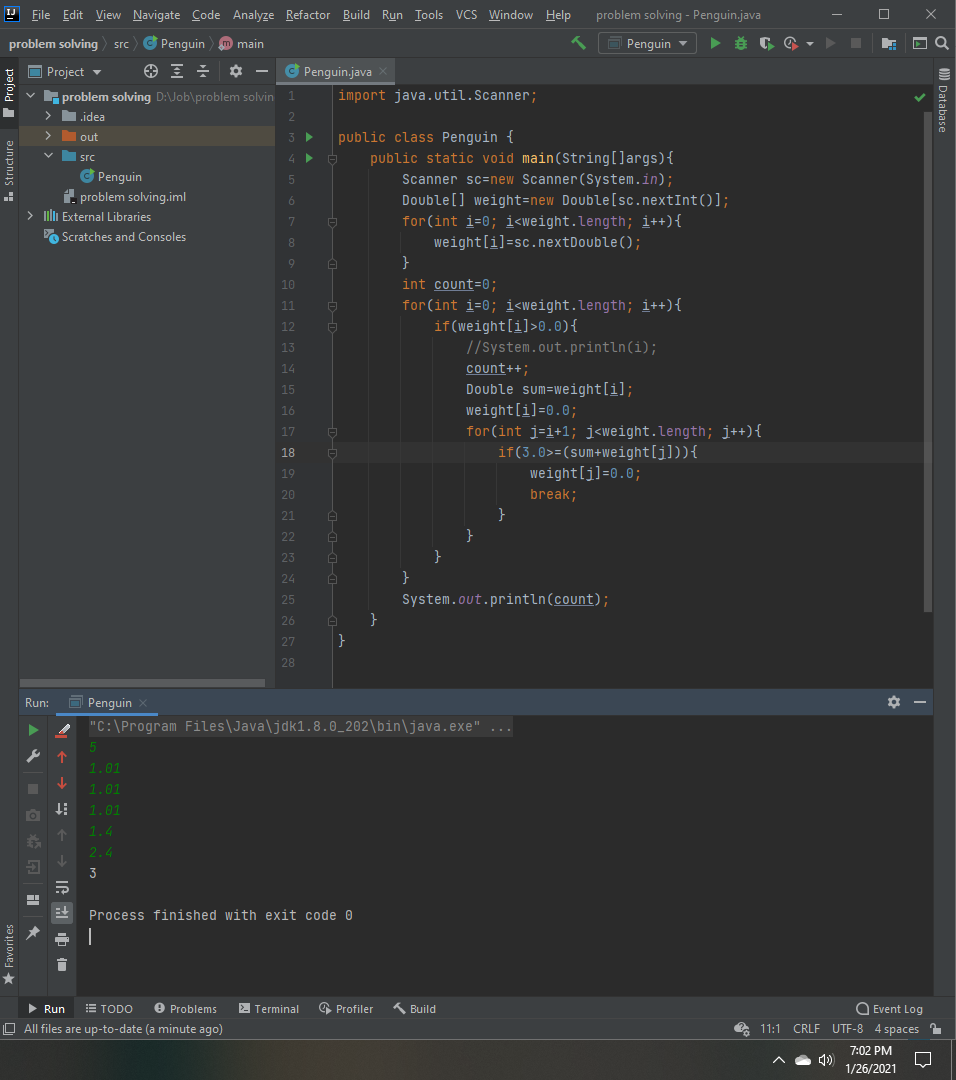 IJ File Edit View Navigate Code Analyze Refactor Build Run Tools VCS Window Help problem solving - Penguin.java
problem solving src Penguin main Penguin
Project
Project
Structure
Favorites
Database
problem solving D:\Job\problem solvin
.idea
out
src
Penguin
problem solving.iml
External Libraries
Scratches and Consoles
Penguin.java
1 import java.util.Scanner;
2
3 public class Penguin {
4 public static void main(String[]args){
5 Scanner sc=new Scanner(System.in);
6 Double[] weight=new Double[sc.nextInt()];
7 for(int i=0; i<weight.length; i++){
8 weight[i]=sc.nextDouble();
9 }
10 int count=0;
11 for(int i=0; i<weight.length; i++){
12 if(weight[i]>0.0){
13 //System.out.println(i);
14 count++;
15 Double sum=weight[i];
16 weight[i]=0.0;
17 for(int j=i+1; j<weight.length; j++){
18 if(3.0>=(sum+weight[j])){
19 weight[j]=0.0;
20 break;
21 }
22 }
23 }
24 }
25 System.out.println(count);
26 }
27 }
28
Run: Penguin
"C:\Program Files\Java\jdk1.8.0_202\bin\java.exe" ...
5
1.01
1.01
1.01
1.4
2.4
3
Process finished with exit code 0
Run TODO Problems Terminal Profiler Build Event Log
All files are up-to-date (a minute ago) 11:1 CRLF UTF-8 4 spaces
7:02 PM
1/26/2021